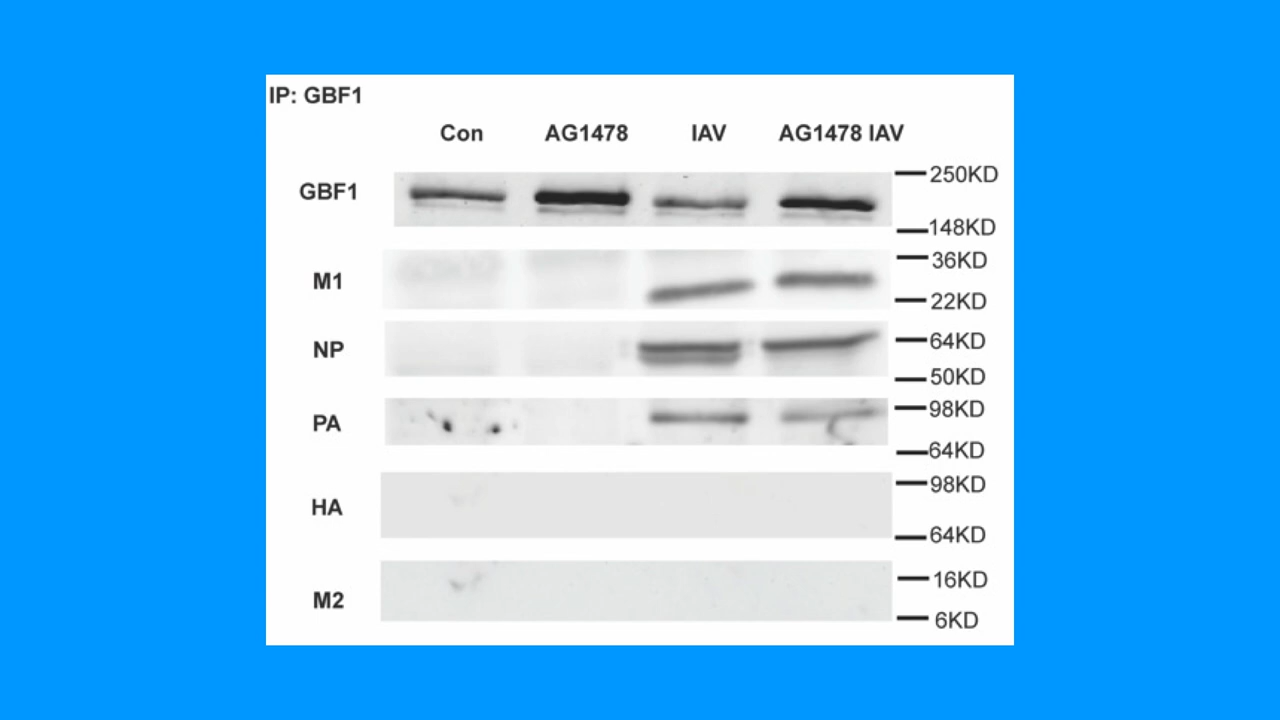 IP: GBF1
Con AG1478 IAV AG1478 IAV
GBF1
250KD
148KD
M1
36KD
22KD
NP
64KD
50KD
PA
98KD
64KD
HA
98KD
64KD
M2
16KD
6KD